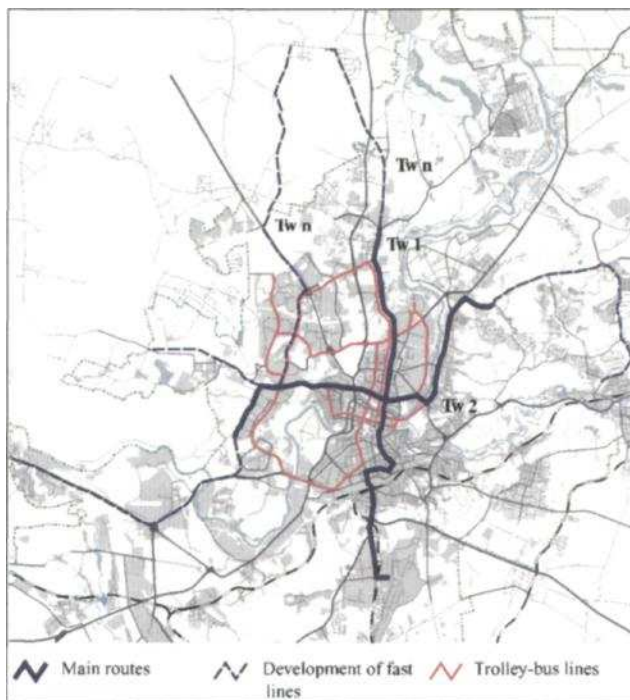 Tw n
Tw n
Tw 1
Tw 2
Main routes
Development of fast
lines
Trolley-bus lines